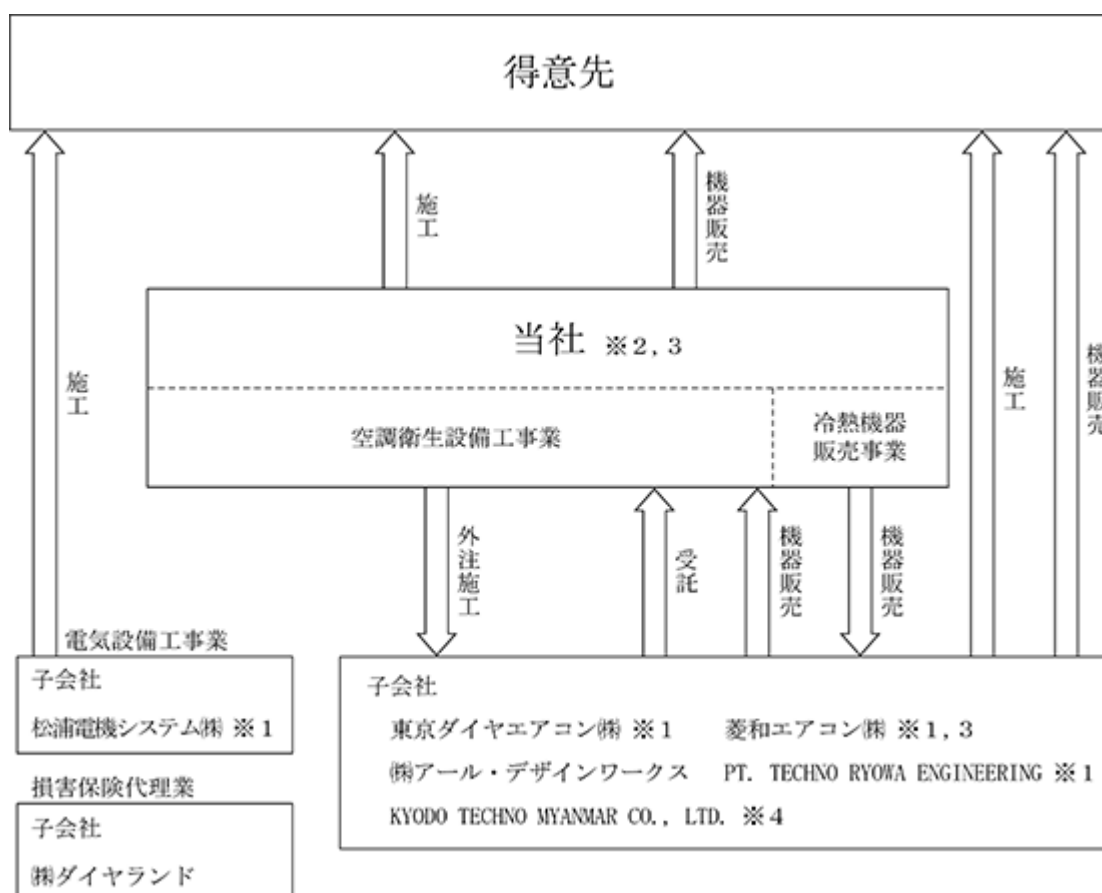 得意先
施工
機器販売
施工
施工
機器販売
当社 ※2,3
空調衛生設備工事業
冷熱機器
販売事業
外注施工
受託
機器販売
機器販売
電気設備工事業
子会社
松浦電機システム㈱ ※1
損害保険代理業
子会社
㈱ダイヤランド
子会社
東京ダイヤエアコン㈱ ※1 菱和エアコン㈱ ※1,3
㈱アール・デザインワークス PT. TECHNO RYOWA ENGINEERING ※1
KYODO TECHNO MYANMAR CO., LTD. ※4